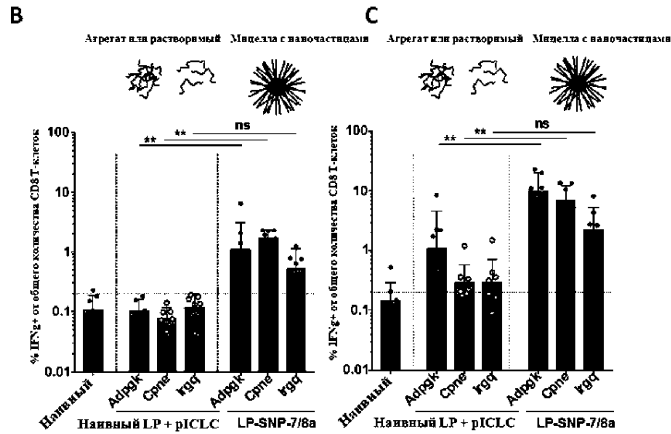 B
Агрегат или растворимый Мицелла с наночастицами
% IFNg+ от общего количества CD8 T-клеток
100
10
1
0.1
0.01
** ** ns
Наивный Adpgk Cpne Irgq Adpgk Cpne Irgq
Наивный LP + pICLC LP-SNP-7/8a
C
Агрегат или растворимый Мицелла с наночастицами
% IFNg+ от общего количества CD8 T-клеток
100
10
1
0.1
0.01
** ** ns
Наивный Adpgk Cpne Irgq Adpgk Cpne Irgq
Наивный LP + pICLC LP-SNP-7/8a